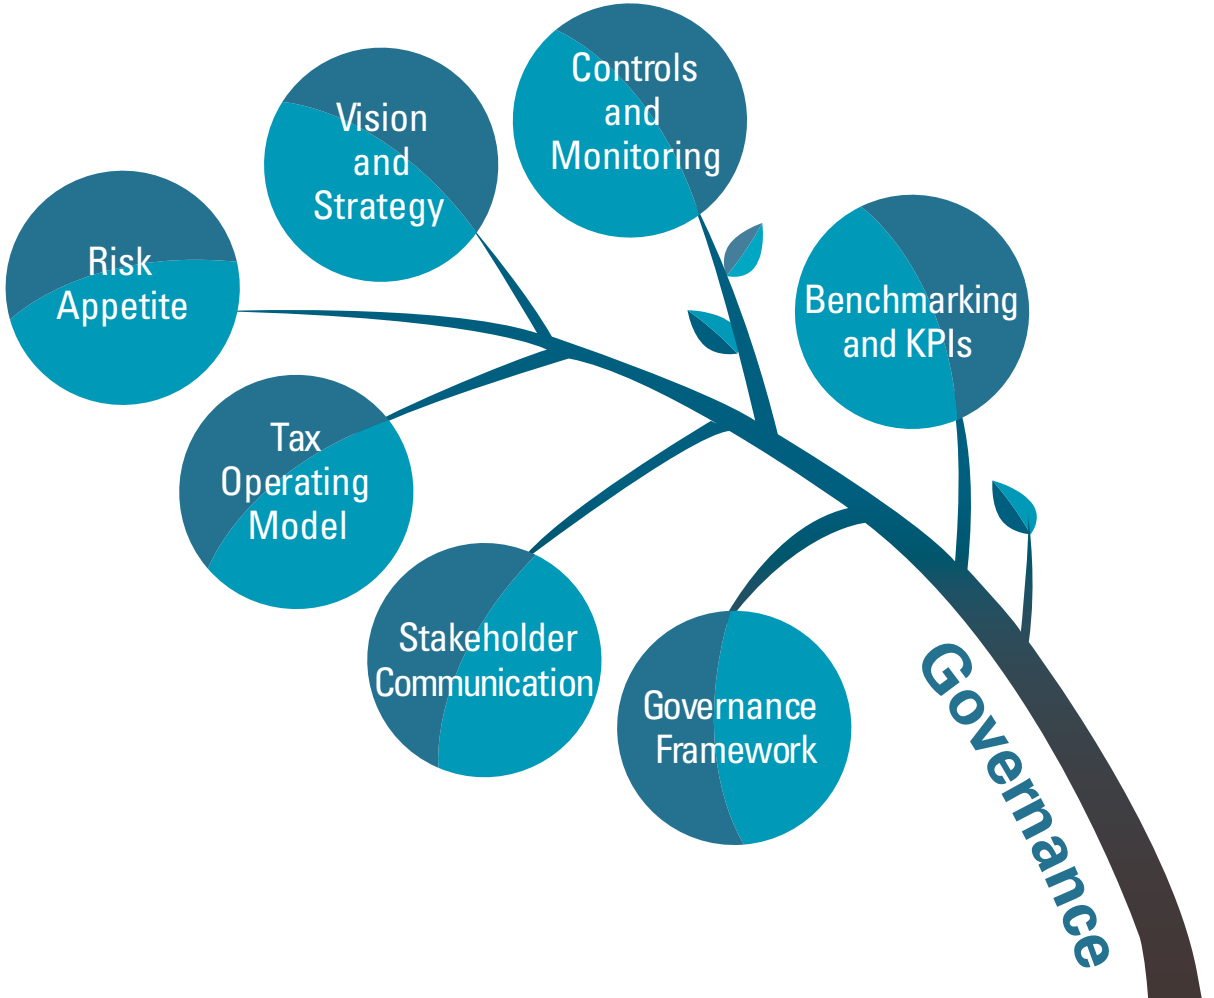 Controls
and
Monitoring
Vision
and
Strategy
Risk
Appetite
Benchmarking
and KPIs
Tax
Operating
Model
Stakeholder
Communication
Governance
Framework
Governance